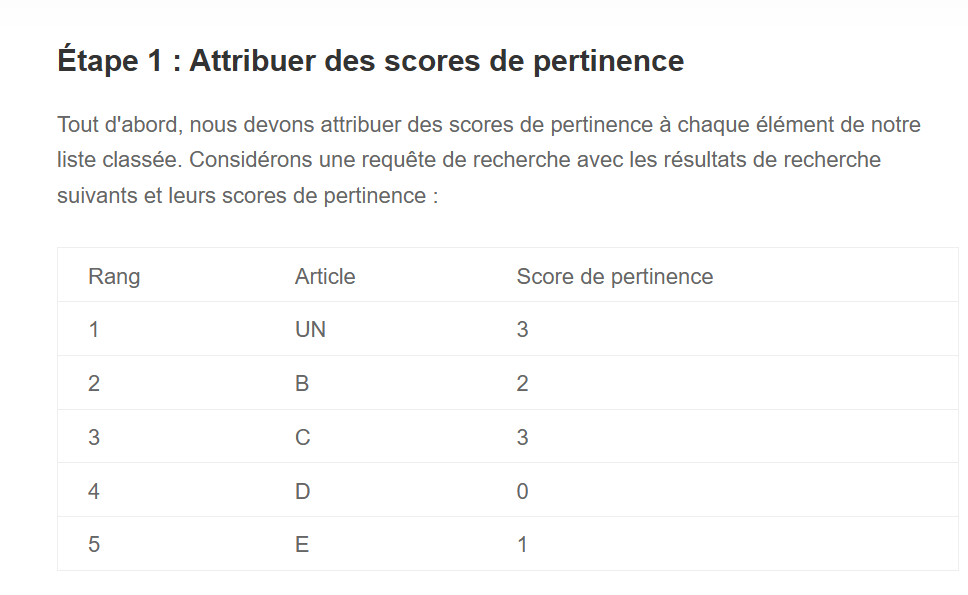 Étape 1 : Attribuer des scores de pertinence
Tout d'abord, nous devons attribuer des scores de pertinence à chaque élément de notre
liste classée. Considérons une requête de recherche avec les résultats de recherche
suivants et leurs scores de pertinence :
Rang Article Score de pertinence
1 UN 3
2 B 2
3 C 3
4 D 0
5 E 1